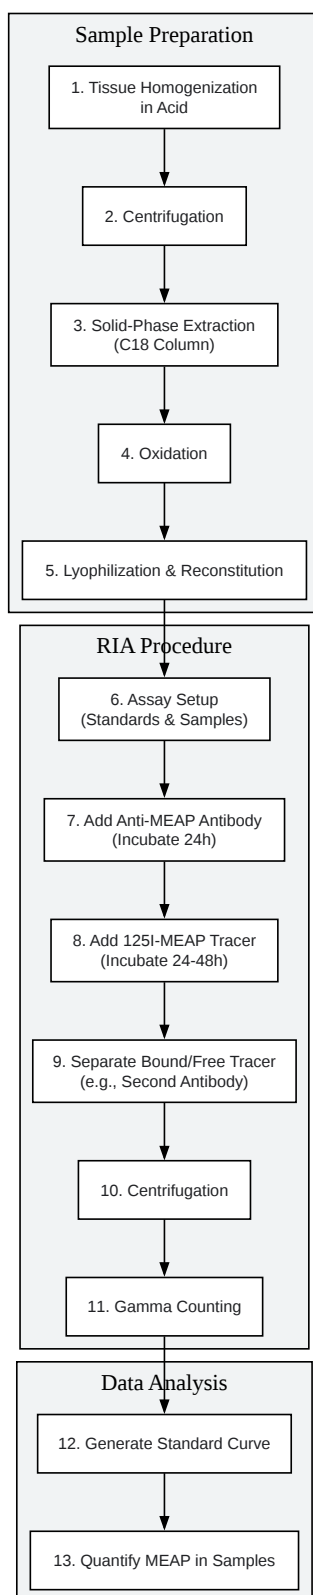 Sample Preparation
1. Tissue Homogenization
in Acid
2. Centrifugation
3. Solid-Phase Extraction
(C18 Column)
4. Oxidation
5. Lyophilization & Reconstitution
RIA Procedure
6. Assay Setup
(Standards & Samples)
7. Add Anti-MEAP Antibody
(Incubate 24h)
8. Add 125I-MEAP Tracer
(Incubate 24-48h)
9. Separate Bound/Free Tracer
(e.g., Second Antibody)
10. Centrifugation
11. Gamma Counting
Data Analysis
12. Generate Standard Curve
13. Quantify MEAP in Samples